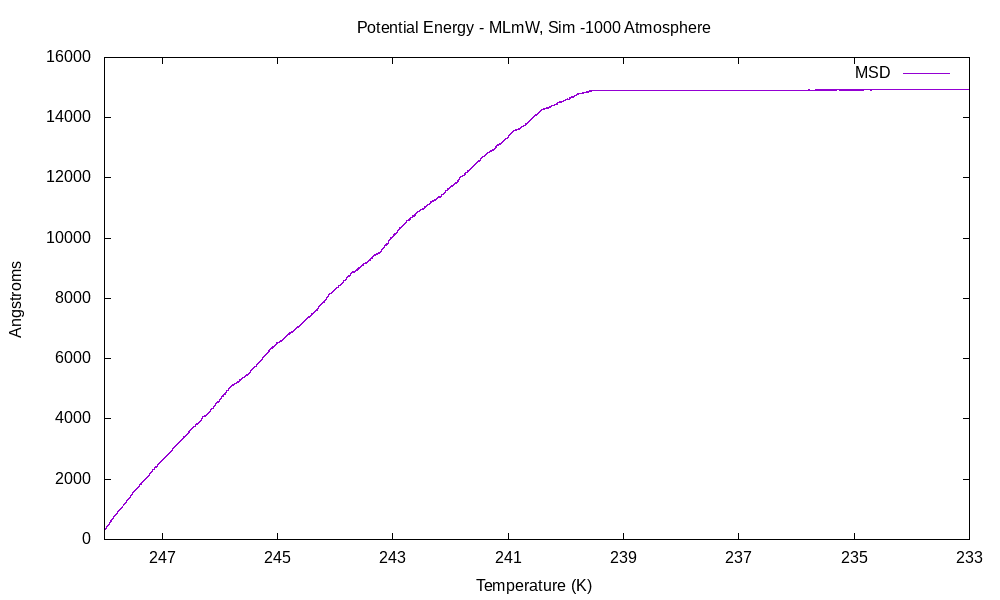 Potential Energy - MLmW, Sim -1000 Atmosphere
MSD
16000
14000
12000
10000
8000
6000
4000
2000
0
Angstroms
247 245 243 241 239 237 235 233
Temperature (K)